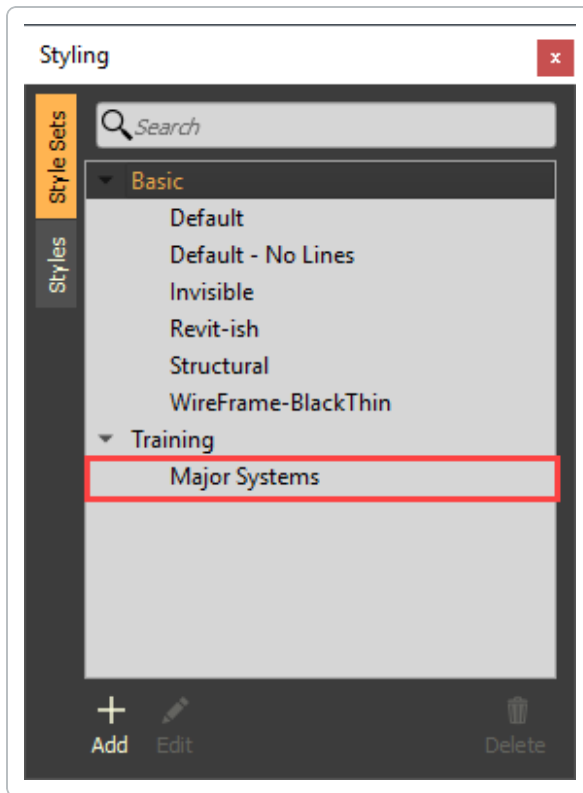 Styling
x
Style Sets
Styles
Search
Basic
Default
Default - No Lines
Invisible
Revit-ish
Structural
WireFrame-BlackThin
Training
Major Systems
Add
Edit
Delete